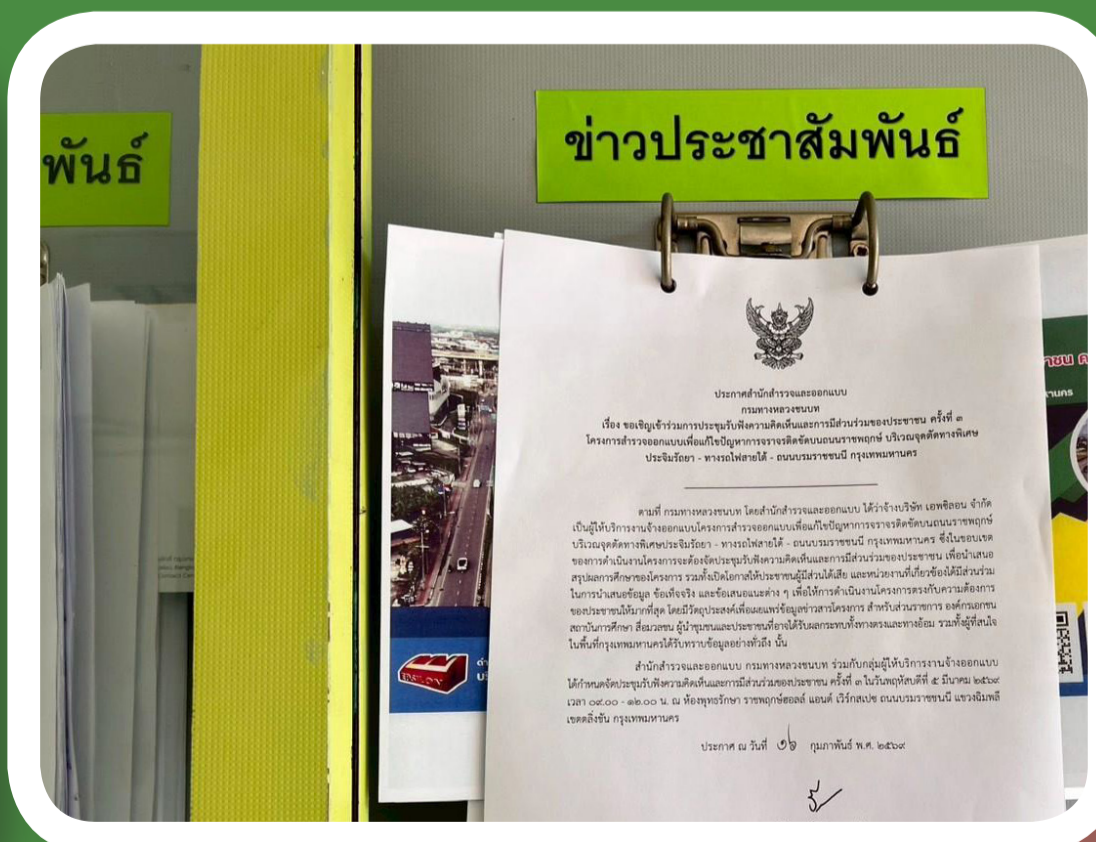 พันธ์
ข่าวประชาสัมพันธ์
ประกาศสำนักสำรวจและออกแบบ
กรมทางหลวงชนบท
เรื่อง ขอเชิญเข้าร่วมการประชุมรับฟังความคิดเห็นและการมีส่วนร่วมของประชาชน ครั้งที่ ๓
โครงการสำรวจออกแบบเพื่อแก้ไขปัญหาการจราจรติดขัดบนถนนราชพฤกษ์ บริเวณจุดตัดทางพิเศษ
ประจิมรัถยา - ทางรถไฟสายใต้ - ถนนบรมราชชนนี กรุงเทพมหานคร
ตามที่ กรมทางหลวงชนบท โดยสำนักสำรวจและออกแบบ ได้ว่าจ้างบริษัท เอพซิลอน จำกัด
เป็นผู้ให้บริการงานจ้างออกแบบโครงการสำรวจออกแบบเพื่อแก้ไขปัญหาการจราจรติดขัดบนถนนราชพฤกษ์
บริเวณจุดตัดทางพิเศษประจิมรัถยา - ทางรถไฟสายใต้ - ถนนบรมราชชนนี กรุงเทพมหานคร ซึ่งในขอบเขต
ของการดำเนินงานโครงการจะต้องจัดประชุมรับฟังความคิดเห็นและการมีส่วนร่วมของประชาชน เพื่อนำเสนอ
สรุปผลการศึกษาของโครงการ รวมทั้งเปิดโอกาสให้ประชาชนผู้มีส่วนได้เสีย และหน่วยงานที่เกี่ยวข้องได้มีส่วนร่วม
ในการนำเสนอข้อมูล ข้อเท็จจริง และข้อเสนอแนะต่าง ๆ เพื่อให้การดำเนินงานโครงการตรงกับความต้องการ
ของประชาชนให้มากที่สุด โดยมีวัตถุประสงค์เพื่อเผยแพร่ข้อมูลข่าวสารโครงการ สำหรับส่วนราชการ องค์กรเอกชน
สถาบันการศึกษา สื่อมวลชน ผู้นำชุมชนและประชาชนที่อาจได้รับผลกระทบทั้งทางตรงและทางอ้อม รวมทั้งผู้ที่สนใจ
ในพื้นที่กรุงเทพมหานครได้รับทราบข้อมูลอย่างทั่วถึง นั้น
สำนักสำรวจและออกแบบ กรมทางหลวงชนบท ร่วมกับกลุ่มผู้ให้บริการงานจ้างออกแบบ
ได้กำหนดจัดประชุมรับฟังความคิดเห็นและการมีส่วนร่วมของประชาชน ครั้งที่ ๓ ในวันพฤหัสบดีที่ ๕ มีนาคม ๒๕๖๙
เวลา ๐๙.๐๐ - ๑๒.๐๐ น. ณ ห้องพุทธรักษา ราชพฤกษ์ฮอลล์ แอนด์ เวิร์กสเปซ ถนนบรมราชชนนี แขวงฉิมพลี
เขตตลิ่งชัน กรุงเทพมหานคร
ประกาศ ณ วันที่ ๑๖ กุมภาพันธ์ พ.ศ. ๒๕๖๙
EPSILON